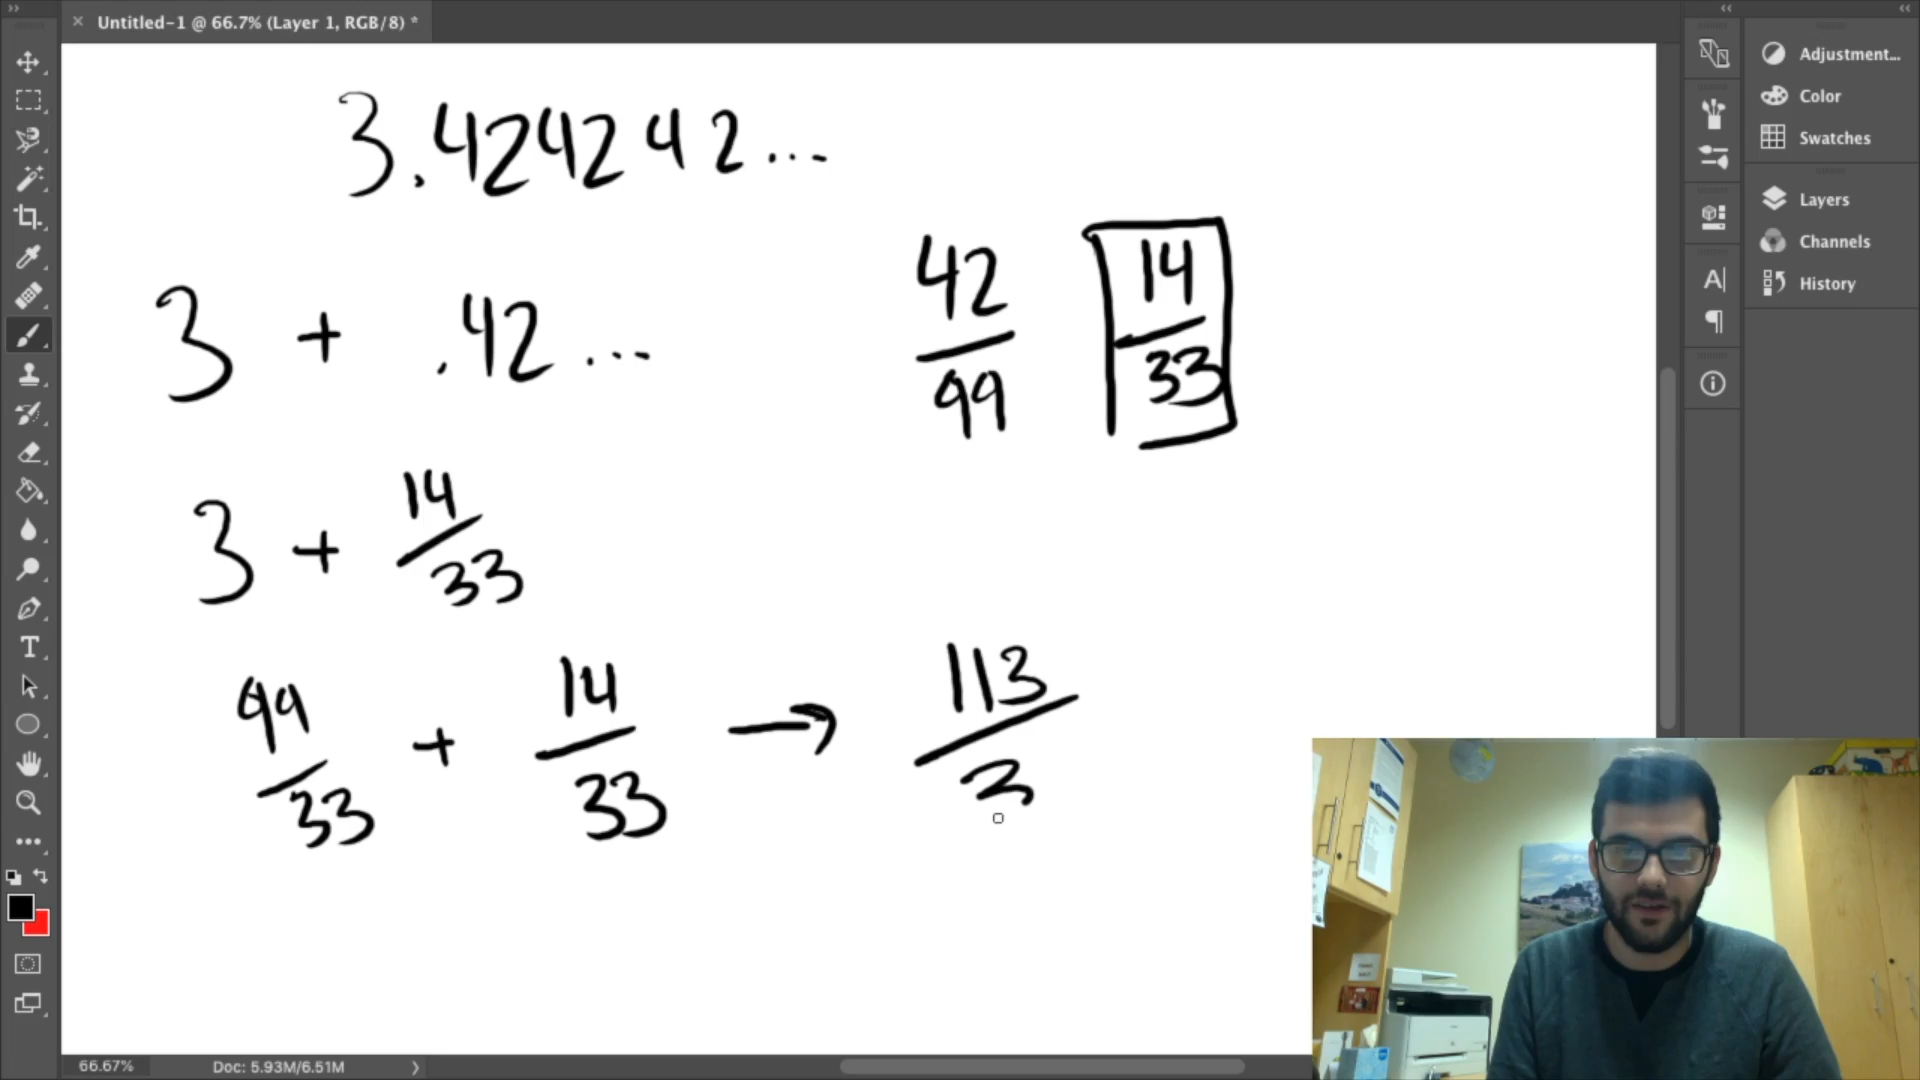 Untitled-1 @ 66.7% (Layer 1, RGB/8) *
Adjustment...
Color
Swatches
Layers
Channels
History
3.424242...
3 + .42...
42
99
14
33
3 + 14
33
99
33
+ 14
33
→ 113
3
66.67%
Doc: 5.93M/6.51M